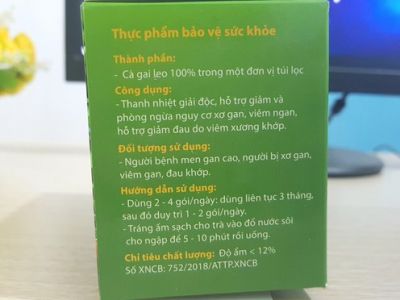 Thực phẩm bảo vệ sức khỏe
Thành phần:
- Cà gai leo 100% trong một đơn vị túi lọc
Công dụng:
- Thanh nhiệt giải độc, hỗ trợ giảm và
phòng ngừa nguy cơ xơ gan, viêm ngan,
hỗ trợ giảm đau do viêm xương khớp.
Đối tượng sử dụng:
- Người bệnh men gan cao, người bị xơ gan,
viêm gan, đau khớp.
Hướng dẫn sử dụng:
- Dùng 2 - 4 gói/ngày: dùng liên tục 3 tháng,
sau đó duy trì 1 - 2 gói/ngày.
- Tráng ấm sạch cho trà vào đổ nước sôi
cho ngập để 5 - 10 phút rồi uống.
Chỉ tiêu chất lượng: Độ ẩm < 12%
Số XNCB: 752/2018/ATTP.XNCB